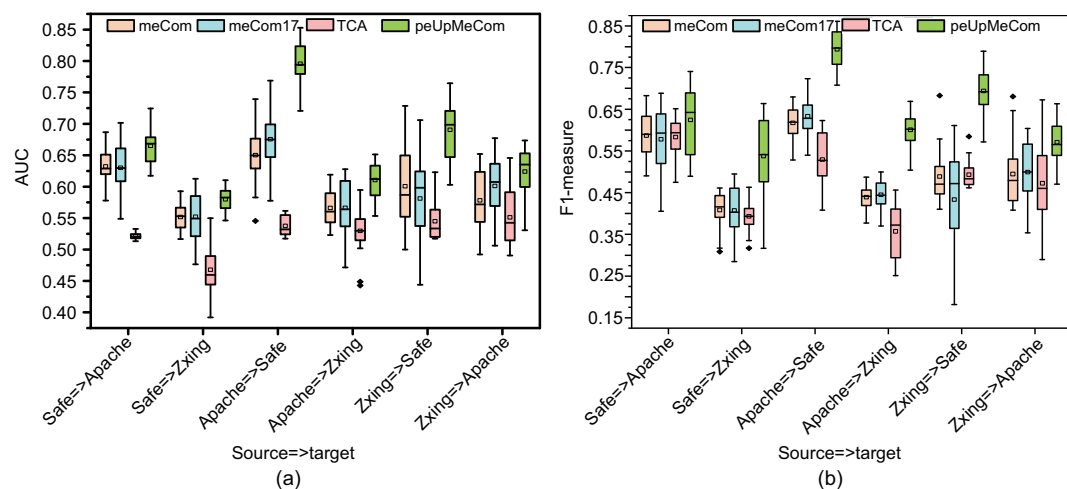 meCom meCom17 TCA peUpMeCom
0.85
0.80
0.75
0.70
0.65
0.60
0.55
0.50
0.45
0.40
AUC
Safe=>Apache
Safe=>Zxing
Apache=>Safe
Apache=>Zxing
Zxing=>Safe
Zxing=>Apache
Source=>target
(a)
meCom meCom17 TCA peUpMeCom
0.85
0.75
0.65
0.55
0.45
0.35
0.25
0.15
F1-measure
Safe=>Apache
Safe=>Zxing
Apache=>Safe
Apache=>Zxing
Zxing=>Safe
Zxing=>Apache
Source=>target
(b)